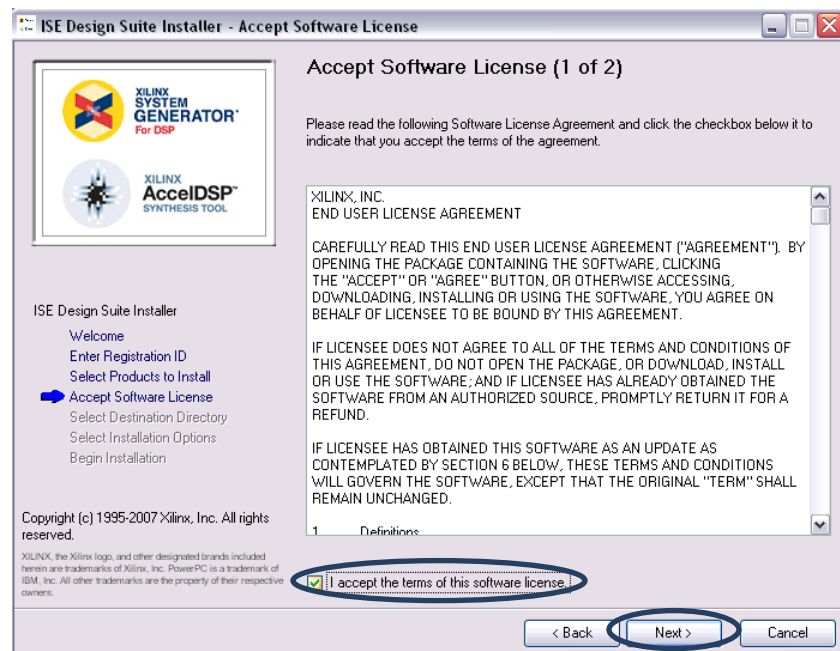 ISE Design Suite Installer - Accept Software License
XILINX
SYSTEM
GENERATOR™
For DSP
XILINX
AccelDSP™
SYNTHESIS TOOL
Accept Software License (1 of 2)
Please read the following Software License Agreement and click the checkbox below it to
indicate that you accept the terms of the agreement.
XILINX, INC.
END USER LICENSE AGREEMENT
CAREFULLY READ THIS END USER LICENSE AGREEMENT ("AGREEMENT"). BY
OPENING THE PACKAGE CONTAINING THE SOFTWARE, CLICKING
THE "ACCEPT" OR "AGREE" BUTTON, OR OTHERWISE ACCESSING,
DOWNLOADING, INSTALLING OR USING THE SOFTWARE, YOU AGREE ON
BEHALF OF LICENSEE TO BE BOUND BY THIS AGREEMENT.
IF LICENSEE DOES NOT AGREE TO ALL OF THE TERMS AND CONDITIONS OF
THIS AGREEMENT, DO NOT OPEN THE PACKAGE, OR DOWNLOAD, INSTALL
OR USE THE SOFTWARE; AND IF LICENSEE HAS ALREADY OBTAINED THE
SOFTWARE FROM AN AUTHORIZED SOURCE, PROMPTLY RETURN IT FOR A
REFUND.
IF LICENSEE HAS OBTAINED THIS SOFTWARE AS AN UPDATE AS
CONTEMPLATED BY SECTION 6 BELOW, THESE TERMS AND CONDITIONS
WILL GOVERN THE SOFTWARE, EXCEPT THAT THE ORIGINAL "TERM" SHALL
REMAIN UNCHANGED.
1. Definitions
ISE Design Suite Installer
Welcome
Enter Registration ID
Select Products to Install
Accept Software License
Select Destination Directory
Select Installation Options
Begin Installation
Copyright (c) 1995-2007 Xilinx, Inc. All rights
reserved.
XILINX, the Xilinx logo, and other designated brands included
herein are trademarks of Xilinx, Inc. PowerPC is a trademark of
IBM, Inc. All other trademarks are the property of their respective
owners.
I accept the terms of this software license.
< Back
Next >
Cancel